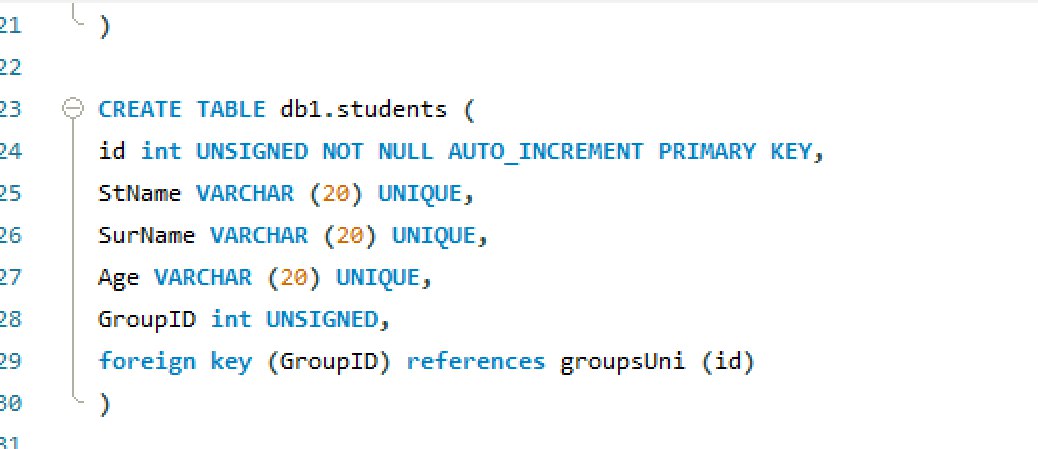 21 )
22
23 CREATE TABLE db1.students (
24 id int UNSIGNED NOT NULL AUTO_INCREMENT PRIMARY KEY,
25 StName VARCHAR (20) UNIQUE,
26 SurName VARCHAR (20) UNIQUE,
27 Age VARCHAR (20) UNIQUE,
28 GroupID int UNSIGNED,
29 foreign key (GroupID) references groupsUni (id)
30 )
31